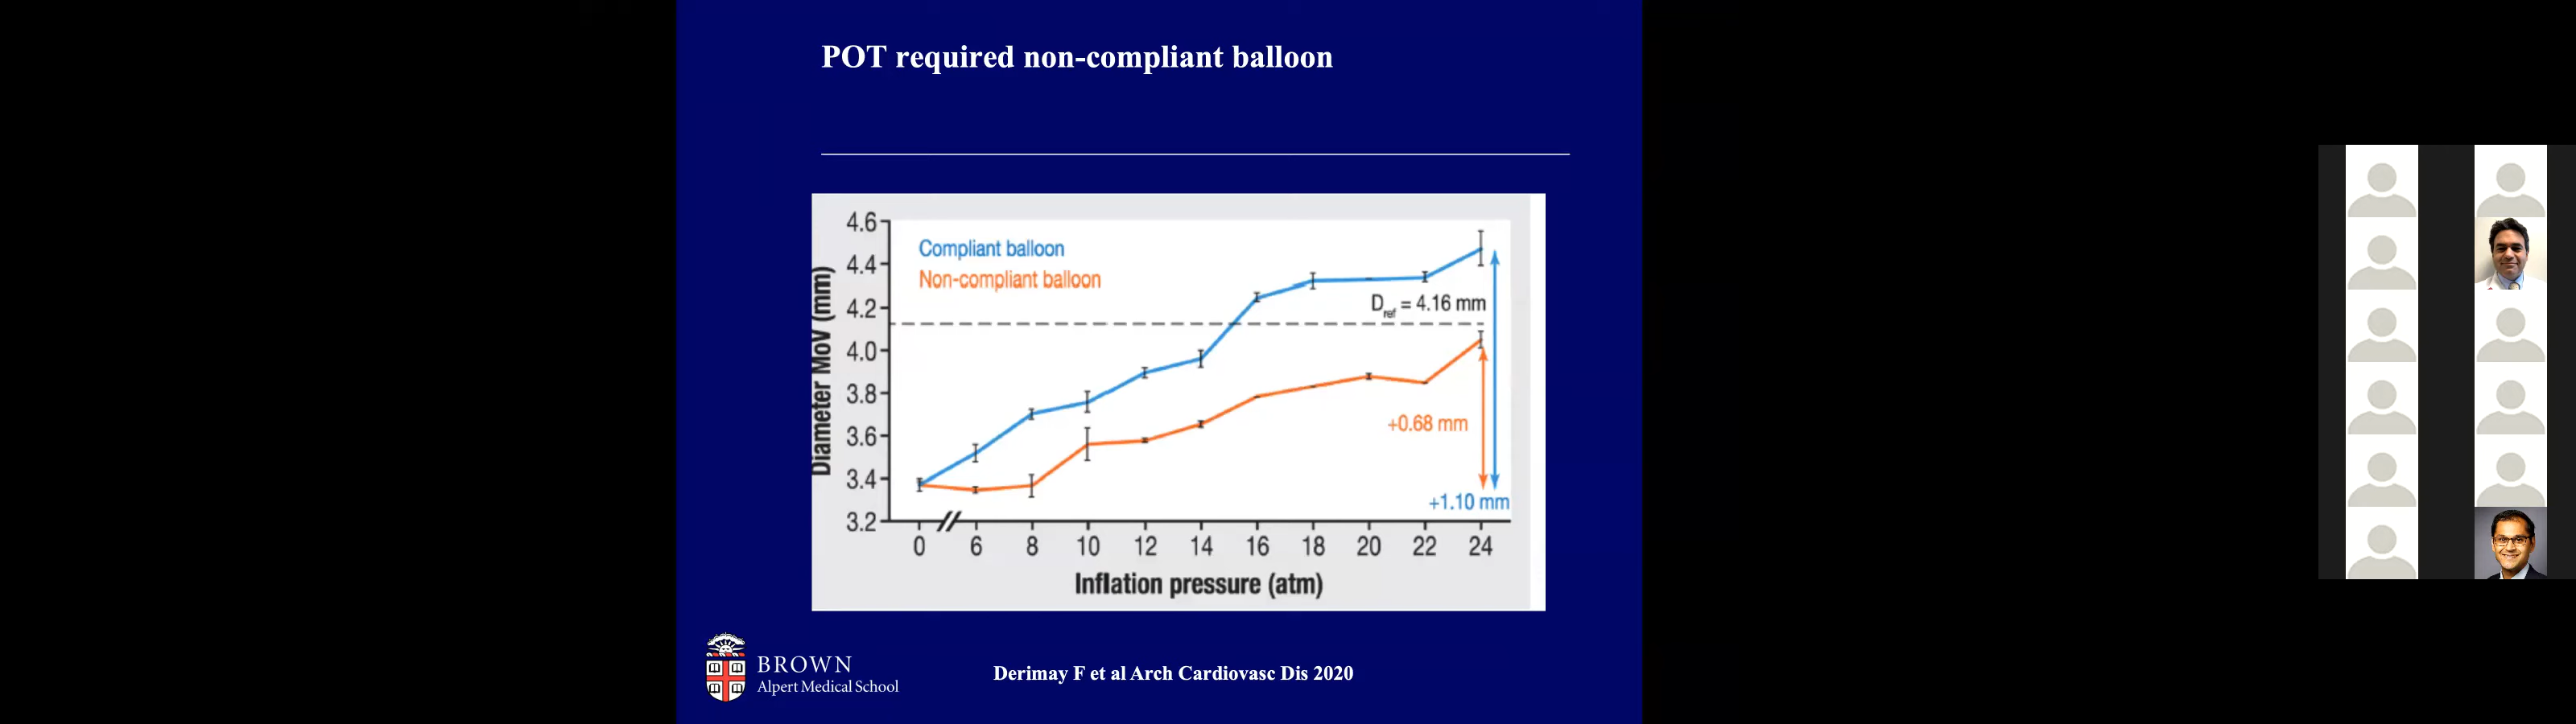 POT required non-compliant balloon
4.6
4.4
4.2
4.0
3.8
3.6
3.4
3.2
Diameter MoV (mm)
Compliant balloon
Non-compliant balloon
Dref = 4.16 mm
+0.68 mm
+1.10 mm
0 6 8 10 12 14 16 18 20 22 24
Inflation pressure (atm)
BROWN
Alpert Medical School
Derimay F et al Arch Cardiovasc Dis 2020